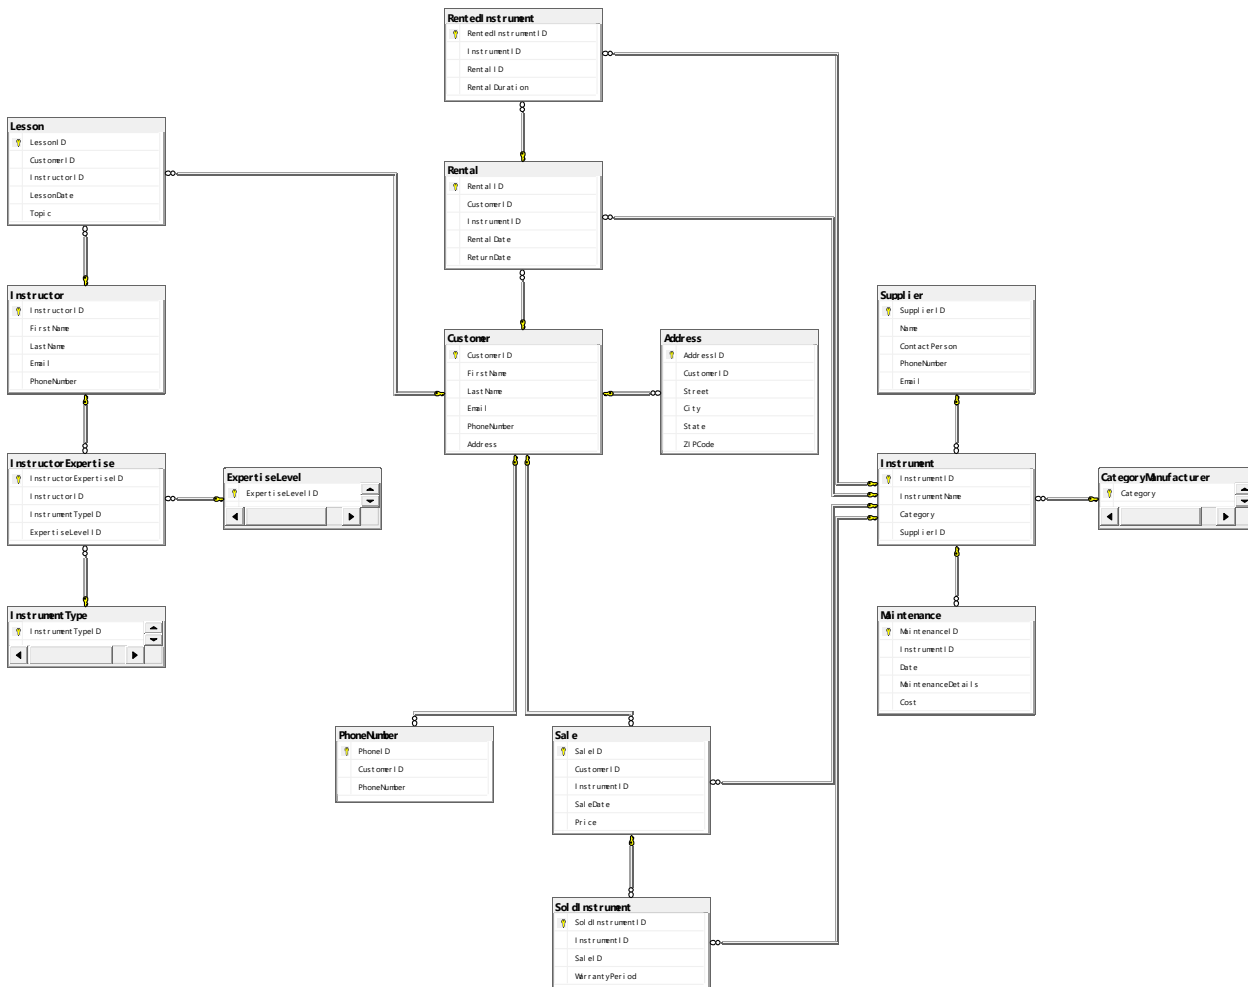 RentedInstrument
RentedInstrumentID
InstrumentID
RentalID
RentalDuration
Lesson
LessonID
CustomerID
InstructorID
LessonDate
Topic
Rental
RentalID
CustomerID
InstrumentID
RentalDate
ReturnDate
Instructor
InstructorID
FirstName
LastName
Email
PhoneNumber
Customer
CustomerID
FirstName
LastName
Email
PhoneNumber
Address
Address
AddressID
CustomerID
Street
City
State
ZIPCode
Supplier
SupplierID
Name
ContactPerson
PhoneNumber
Email
InstructorExpertise
InstructorExpertiseID
InstructorID
InstrumentTypeID
ExpertiseLevelID
ExpertiseLevel
ExpertiseLevelID
Instrument
InstrumentID
InstrumentName
Category
SupplierID
CategoryManufacturer
Category
InstrumentType
InstrumentTypeID
Maintenance
MaintenanceID
InstrumentID
Date
MaintenanceDetails
Cost
PhoneNumber
PhoneID
CustomerID
PhoneNumber
Sale
SaleID
CustomerID
InstrumentID
SaleDate
Price
SoldInstrument
SoldInstrumentID
InstrumentID
SaleID
WarrantyPeriod